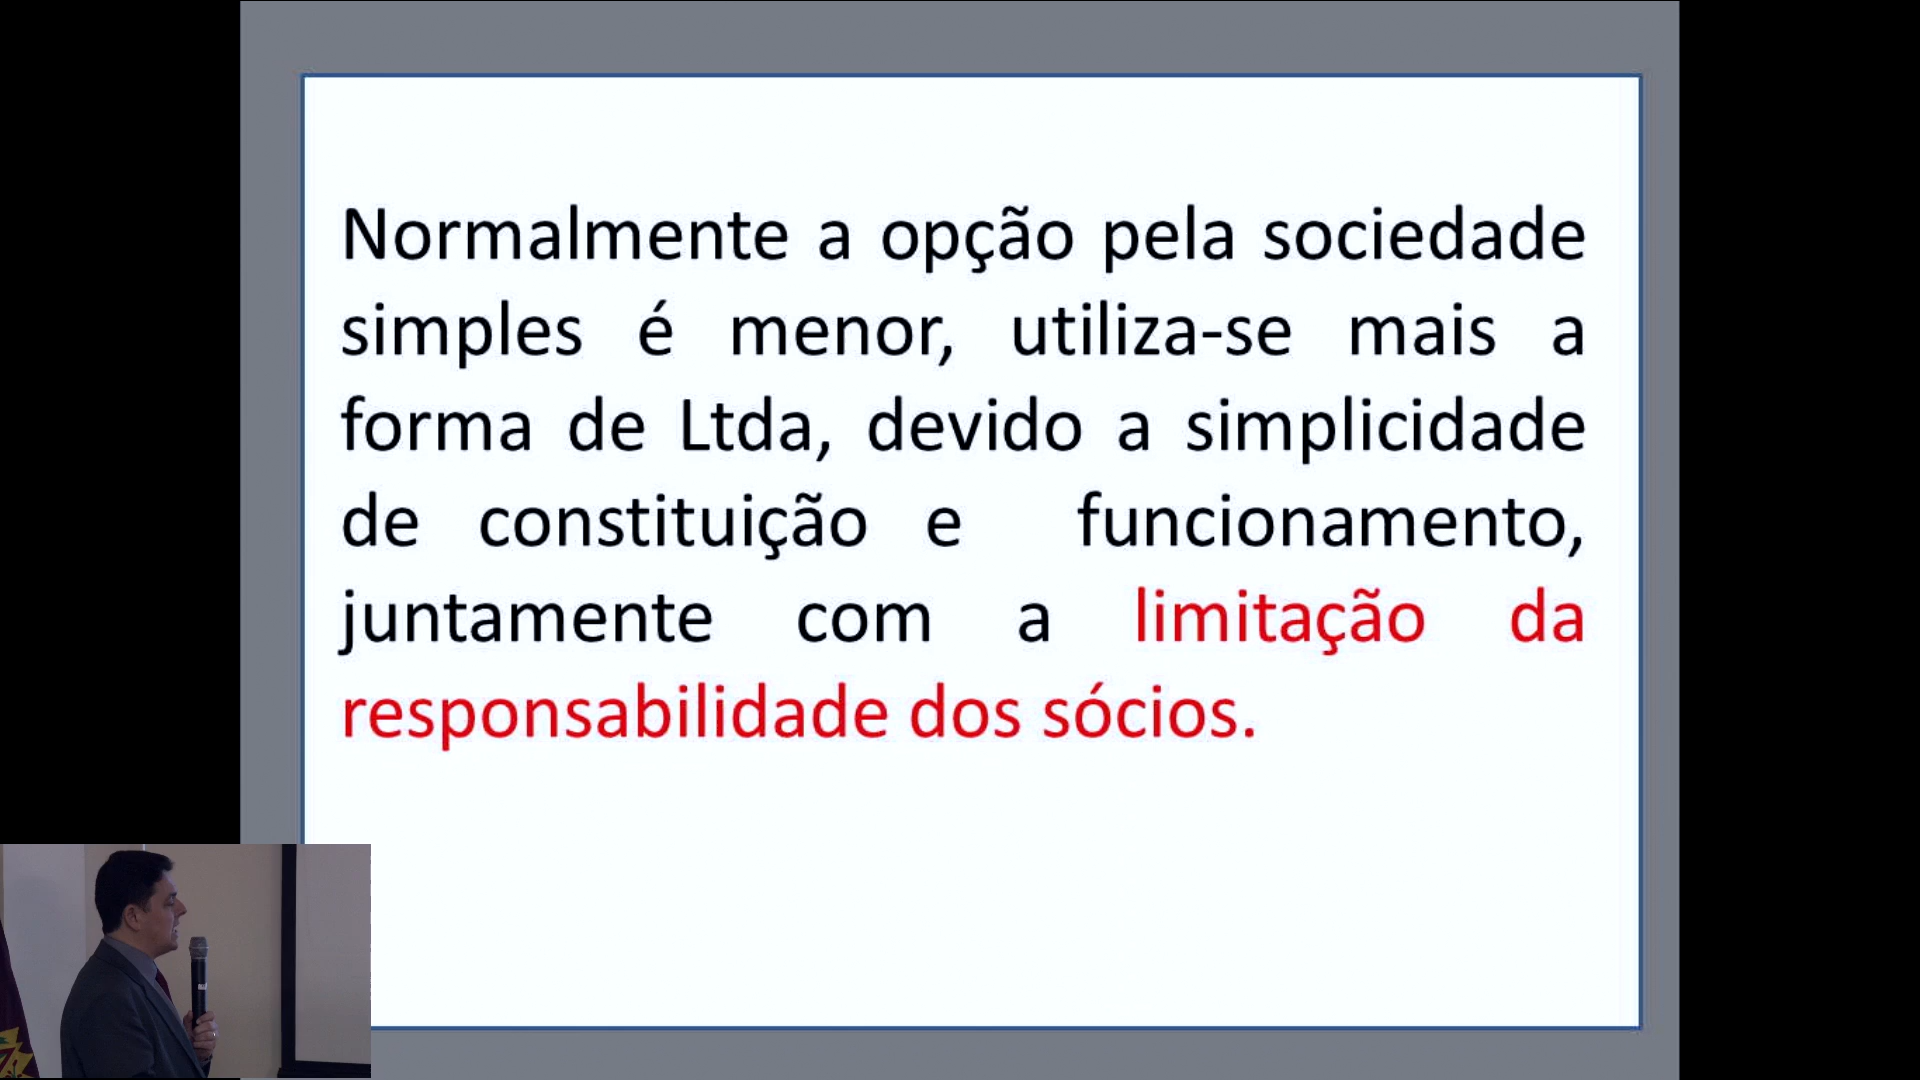 Normalmente a opção pela sociedade
simples é menor, utiliza-se mais a
forma de Ltda, devido a simplicidade
de constituição e funcionamento,
juntamente com a limitação da
responsabilidade dos sócios.